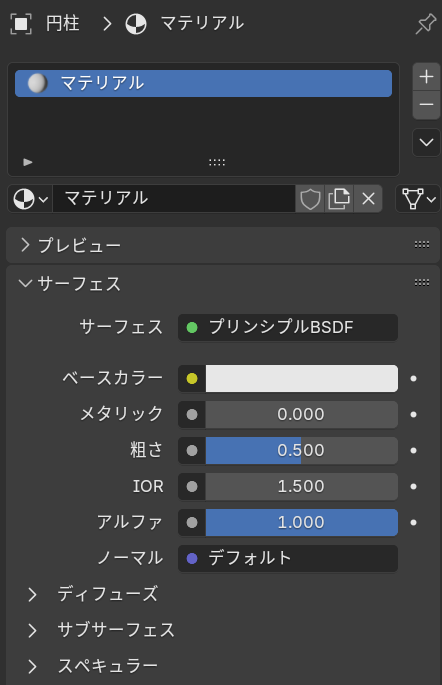 円柱 マテリアル
マテリアル
マテリアル
プレビュー
サーフェス
サーフェス プリンシプルBSDF
ベースカラー
メタリック 0.000
粗さ 0.500
IOR 1.500
アルファ 1.000
ノーマル デフォルト
ディフューズ
サブサーフェス
スペキュラー